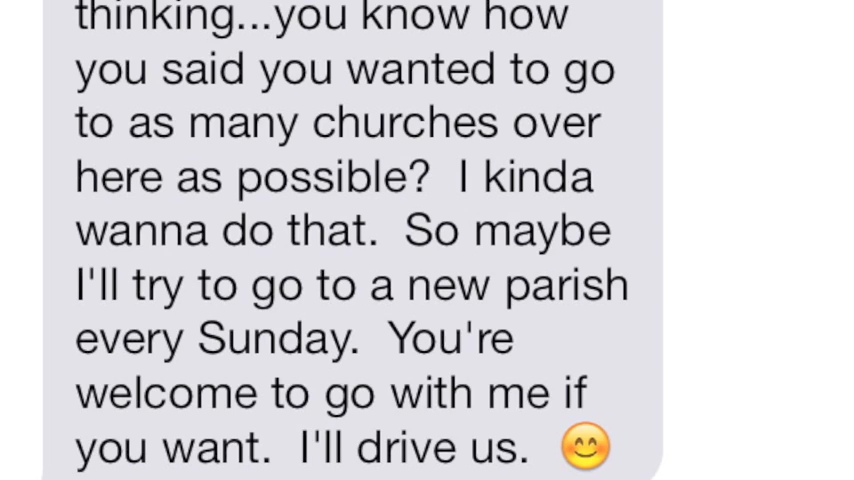 thinking...you know how
you said you wanted to go
to as many churches over
here as possible?  I kinda
wanna do that.  So maybe
I'll try to go to a new parish
every Sunday.  You're
welcome to go with me if
you want.  I'll drive us.  😊